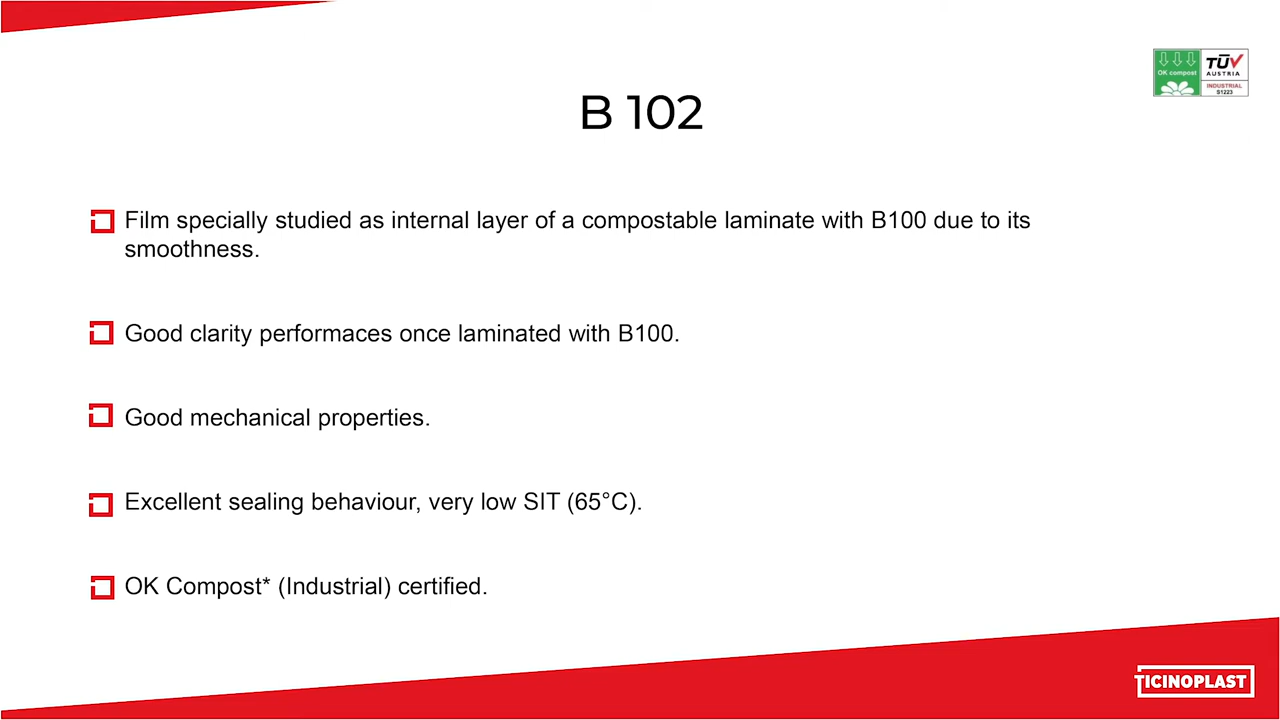 OK compost
TÜV
AUSTRIA
INDUSTRIAL
S1223
B 102
Film specially studied as internal layer of a compostable laminate with B100 due to its
smoothness.
Good clarity performaces once laminated with B100.
Good mechanical properties.
Excellent sealing behaviour, very low SIT (65°C).
OK Compost* (Industrial) certified.
TICINOPLAST